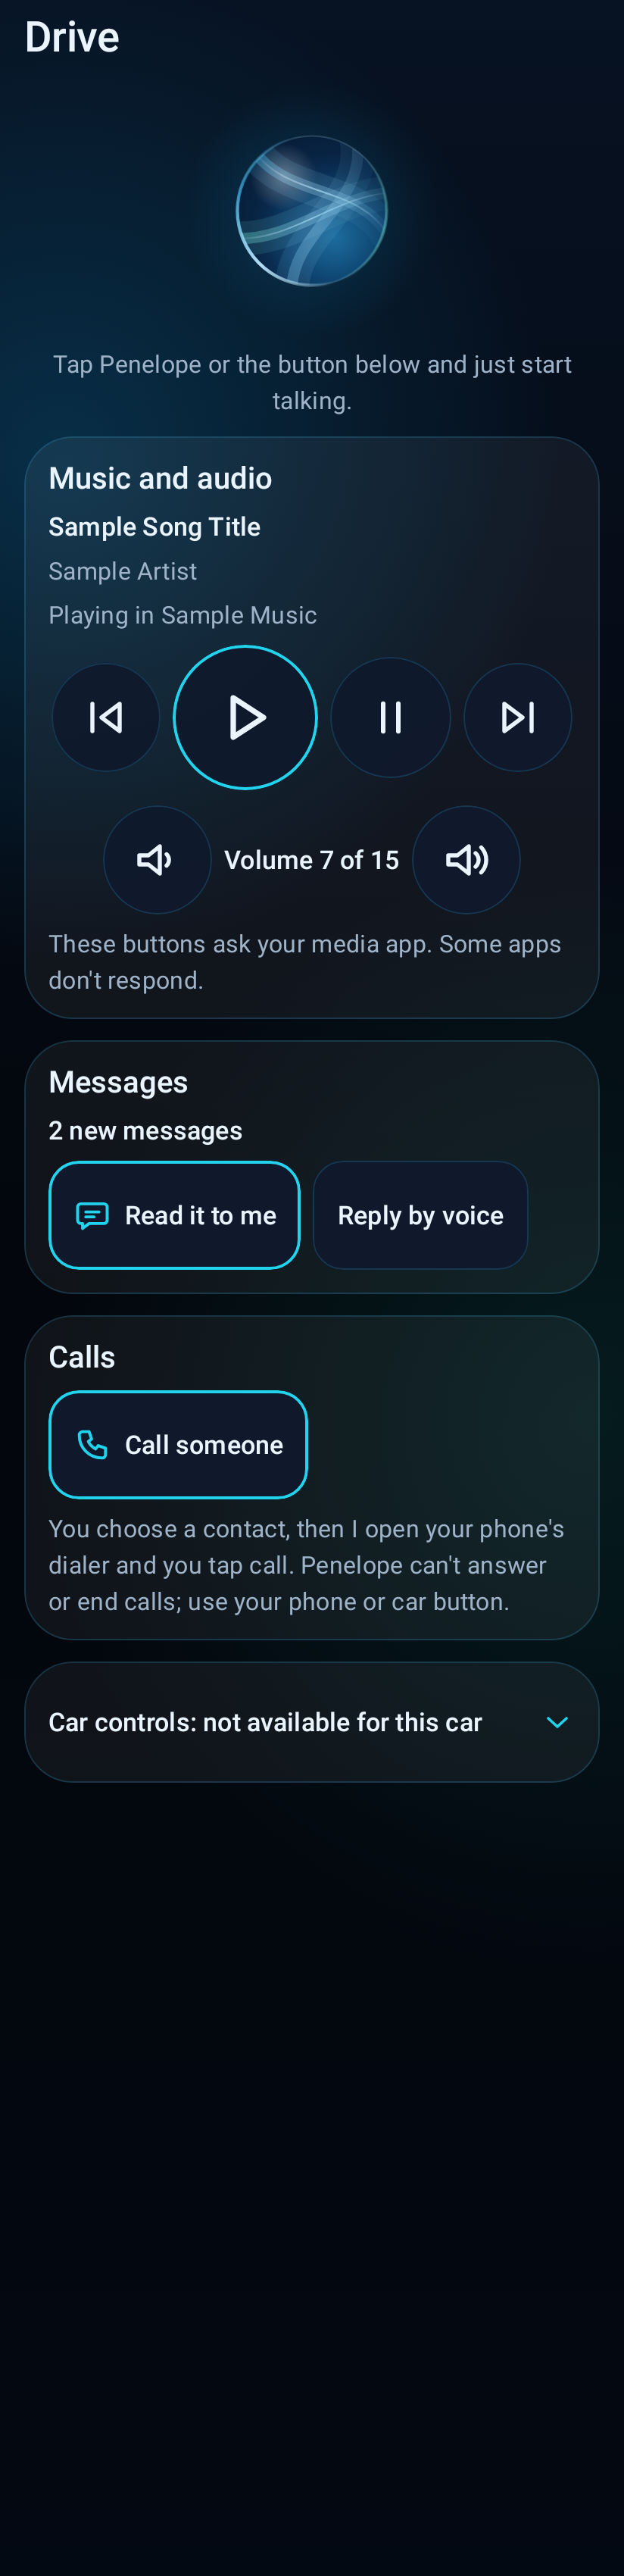 Drive
Tap Penelope or the button below and just start
talking.
Music and audio
Sample Song Title
Sample Artist
Playing in Sample Music
Volume 7 of 15
These buttons ask your media app. Some apps
don't respond.
Messages
2 new messages
Read it to me
Reply by voice
Calls
Call someone
You choose a contact, then I open your phone's
dialer and you tap call. Penelope can't answer
or end calls; use your phone or car button.
Car controls: not available for this car